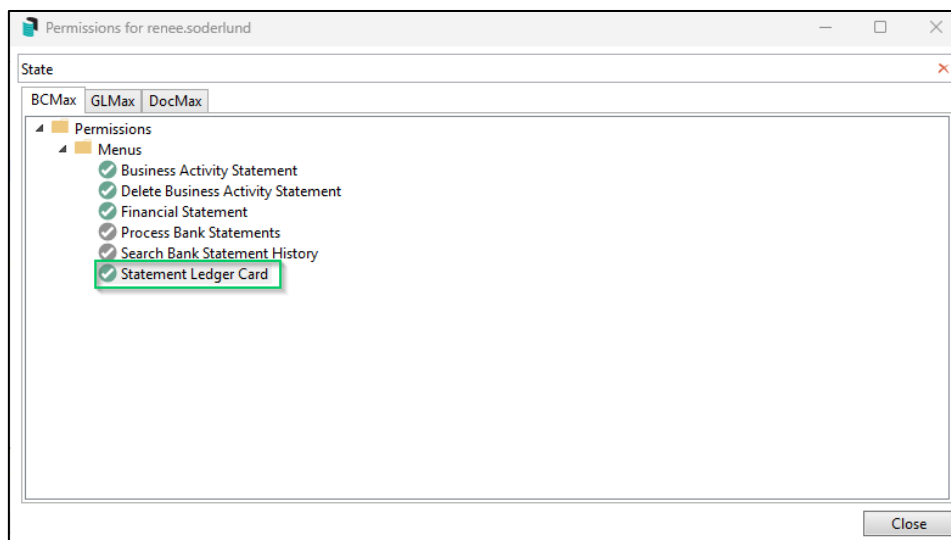 Permissions for renee.soderlund
State
BCMax GLMax DocMax
Permissions
Menus
Business Activity Statement
Delete Business Activity Statement
Financial Statement
Process Bank Statements
Search Bank Statement History
Statement Ledger Card
Close